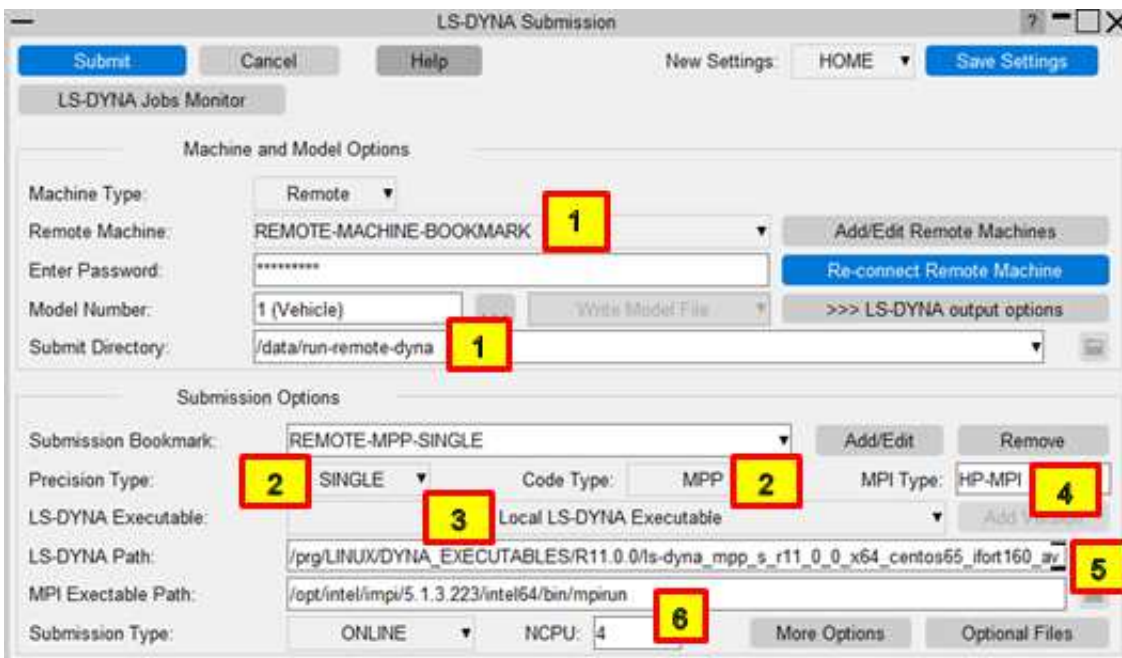 LS-DYNA Submission ?
Submit Cancel Help New Settings: HOME Save Settings
LS-DYNA Jobs Monitor
Machine and Model Options
Machine Type: Remote
Remote Machine: REMOTE-MACHINE-BOOKMARK 1 Add/Edit Remote Machines
Enter Password: ********* Re-connect Remote Machine
Model Number: 1 (Vehicle) ... Write Model File >>> LS-DYNA output options
Submit Directory: /data/run-remote-dyna 1
Submission Options
Submission Bookmark: REMOTE-MPP-SINGLE Add/Edit Remove
Precision Type: 2 SINGLE Code Type: MPP 2 MPI Type: HP-MPI 4
LS-DYNA Executable: 3 Local LS-DYNA Executable Add Version
LS-DYNA Path: /prg/LINUX/DYNA_EXECUTABLES/R11.0.0/ls-dyna_mpp_s_r11_0_0_x64_centos65_ifort160_av 5
MPI Exectable Path: /opt/intel/impi/5.1.3.223/intel64/bin/mpirun
Submission Type: ONLINE NCPU: 4 6 More Options Optional Files